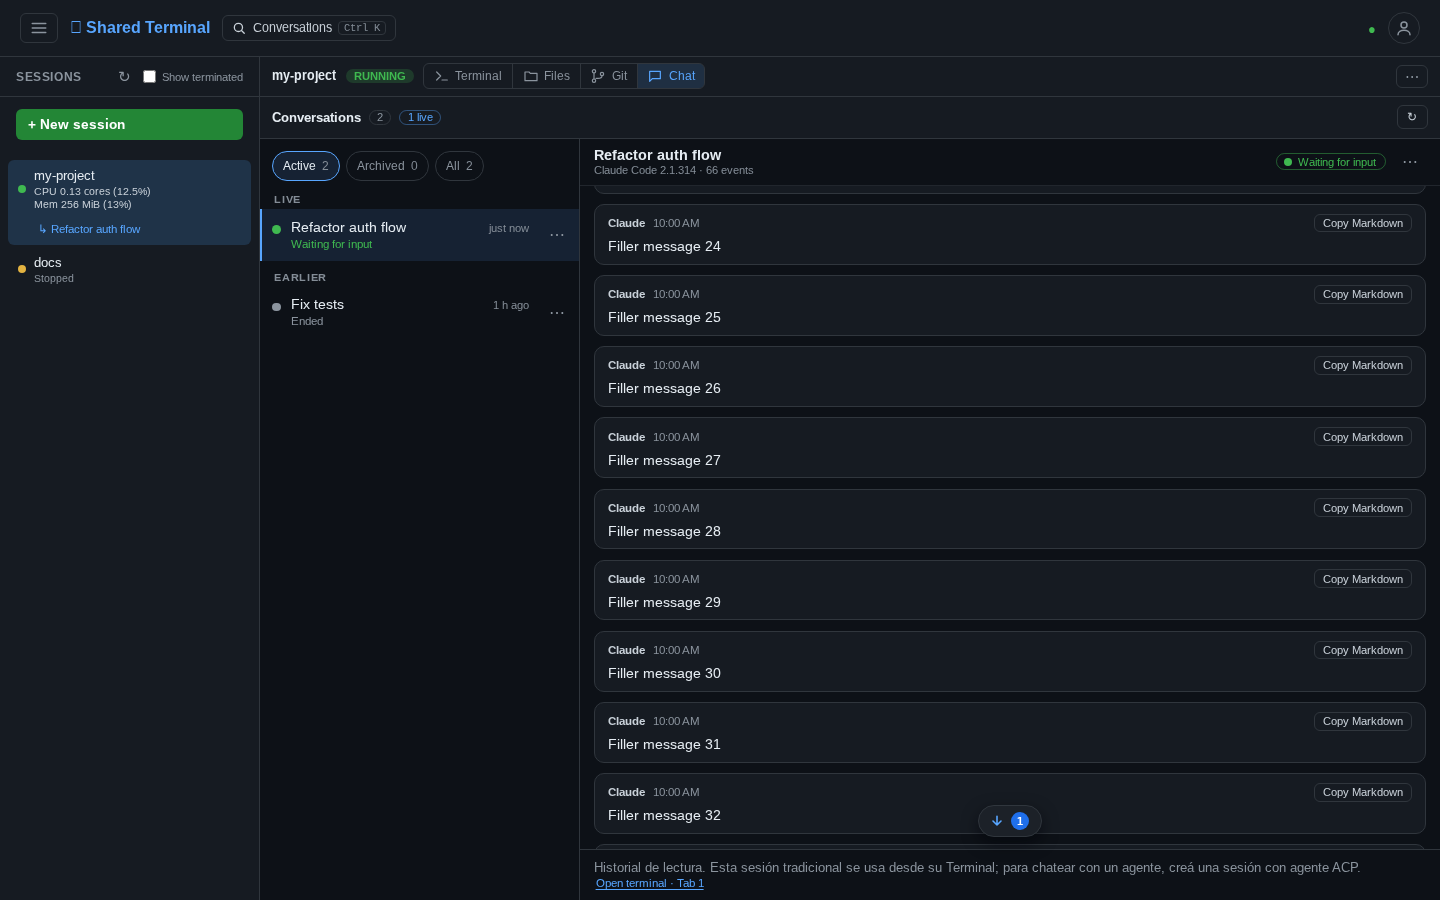 Shared Terminal
Conversations Ctrl K
SESSIONS
Show terminated
+ New session
my-project
CPU 0.13 cores (12.5%)
Mem 256 MiB (13%)
↳ Refactor auth flow
docs
Stopped
my-project RUNNING Terminal Files Git Chat
Conversations 2 1 live
Active 2 Archived 0 All 2
LIVE
Refactor auth flow just now
Waiting for input
EARLIER
Fix tests 1 h ago
Ended
Refactor auth flow
Claude Code 2.1.314 · 66 events
Waiting for input
Claude 10:00 AM Copy Markdown
Filler message 24
Claude 10:00 AM Copy Markdown
Filler message 25
Claude 10:00 AM Copy Markdown
Filler message 26
Claude 10:00 AM Copy Markdown
Filler message 27
Claude 10:00 AM Copy Markdown
Filler message 28
Claude 10:00 AM Copy Markdown
Filler message 29
Claude 10:00 AM Copy Markdown
Filler message 30
Claude 10:00 AM Copy Markdown
Filler message 31
Claude 10:00 AM Copy Markdown
Filler message 32
1
Historial de lectura. Esta sesión tradicional se usa desde su Terminal; para chatear con un agente, creá una sesión con agente ACP.
Open terminal · Tab 1